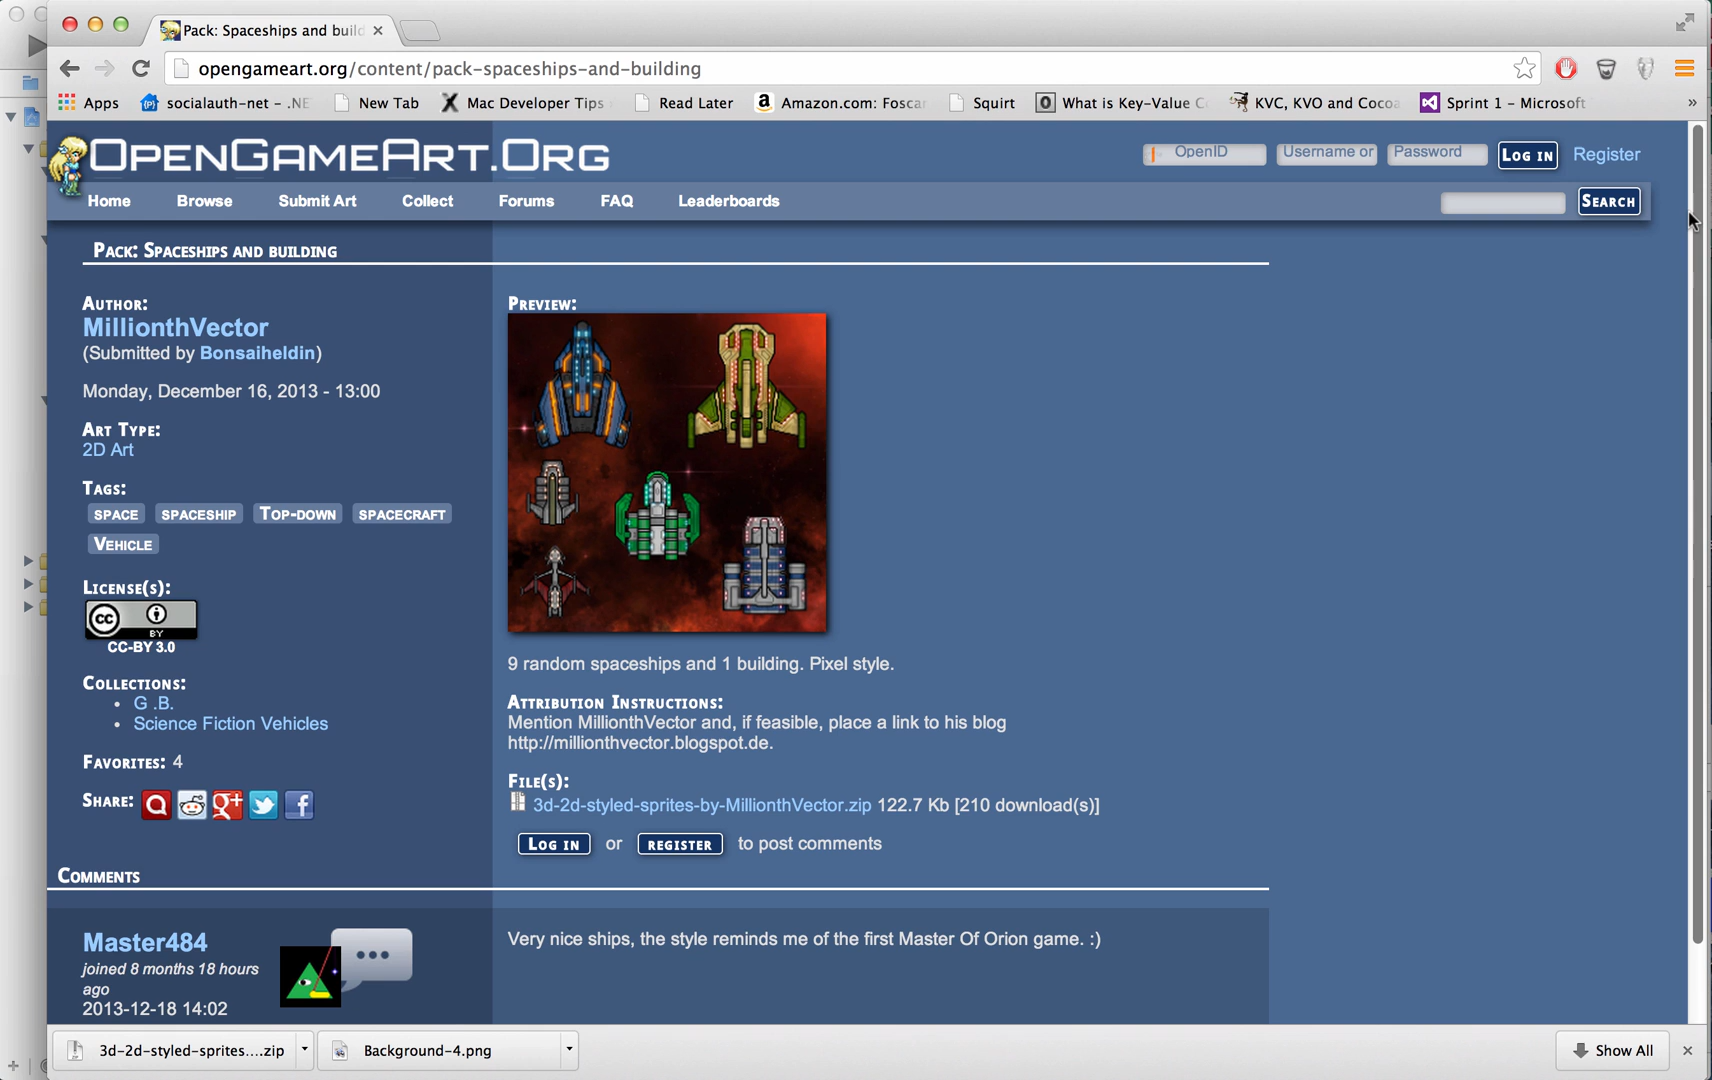 Pack: Spaceships and build
opengameart.org/content/pack-spaceships-and-building
Apps socialauth-net - .NE New Tab Mac Developer Tips Read Later Amazon.com: Foscar Squirt What is Key-Value C KVC, KVO and Cocoa Sprint 1 - Microsoft »
OpenGameArt.Org
OpenID Username or Password Log in Register
Home Browse Submit Art Collect Forums FAQ Leaderboards Search
Pack: Spaceships and building
Author:
MillionthVector
(Submitted by Bonsaiheldin)
Monday, December 16, 2013 - 13:00
Art Type:
2D Art
Tags:
space spaceship Top-down spacecraft
Vehicle
License(s):
cc BY
CC-BY 3.0
Collections:
• G .B.
• Science Fiction Vehicles
Favorites: 4
Share:
Preview:
9 random spaceships and 1 building. Pixel style.
Attribution Instructions:
Mention MillionthVector and, if feasible, place a link to his blog
http://millionthvector.blogspot.de.
File(s):
3d-2d-styled-sprites-by-MillionthVector.zip 122.7 Kb [210 download(s)]
Log in or register to post comments
Comments
Master484
joined 8 months 18 hours
ago
2013-12-18 14:02
Very nice ships, the style reminds me of the first Master Of Orion game. :)
3d-2d-styled-sprites....zip Background-4.png Show All